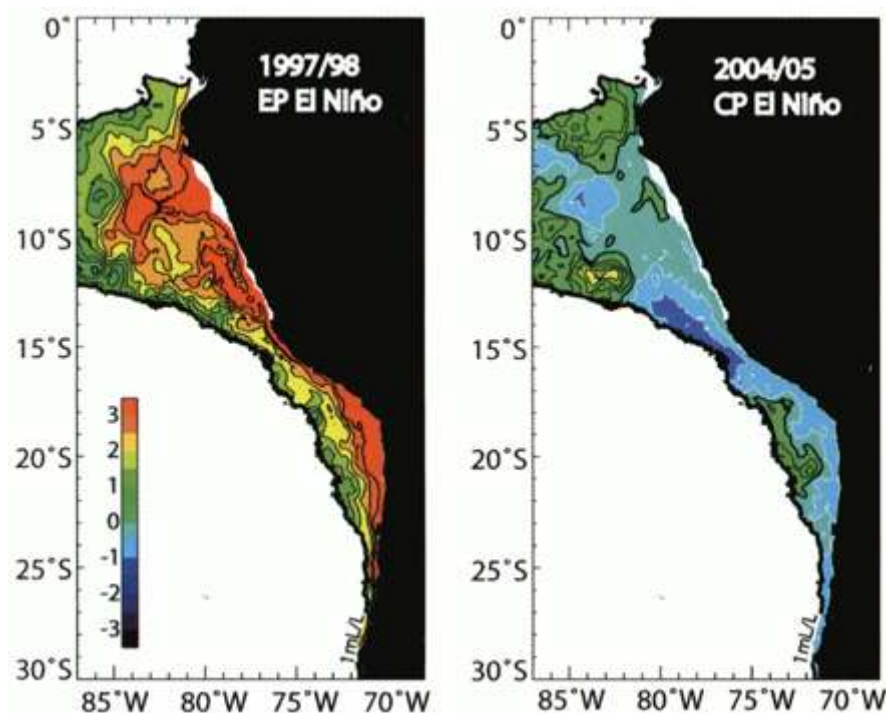 0°
5°S
10°S
15°S
20°S
25°S
30°S
1997/98
EP El Niño
3
2
1
0
-1
-2
-3
1mL/L
85°W 80°W 75°W 70°W
0°
5°S
10°S
15°S
20°S
25°S
30°S
2004/05
CP El Niño
1mL/L
85°W 80°W 75°W 70°W